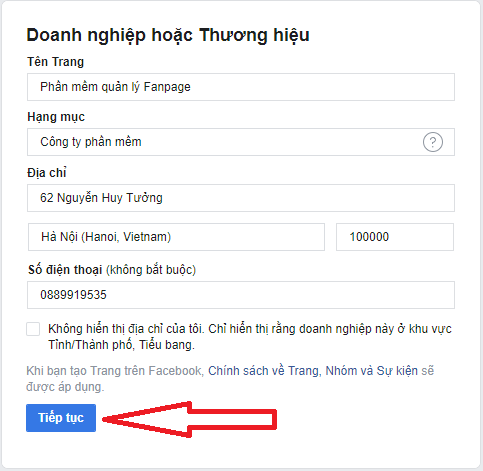 Doanh nghiệp hoặc Thương hiệu
Tên Trang
Phần mềm quản lý Fanpage
Hạng mục
Công ty phần mềm
?
Địa chỉ
62 Nguyễn Huy Tưởng
Hà Nội (Hanoi, Vietnam)
100000
Số điện thoại (không bắt buộc)
0889919535
Không hiển thị địa chỉ của tôi. Chỉ hiển thị rằng doanh nghiệp này ở khu vực
Tỉnh/Thành phố, Tiểu bang.
Khi bạn tạo Trang trên Facebook, Chính sách về Trang, Nhóm và Sự kiện sẽ
được áp dụng.
Tiếp tục